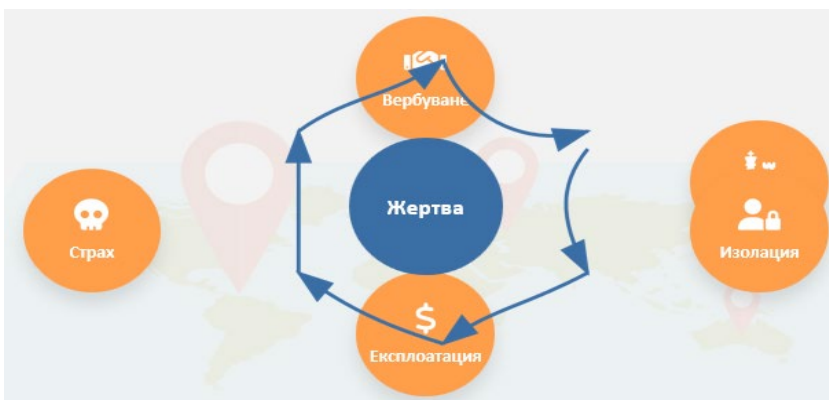 Вербуване
Жертва
Страх
Изолация
Експлоатация